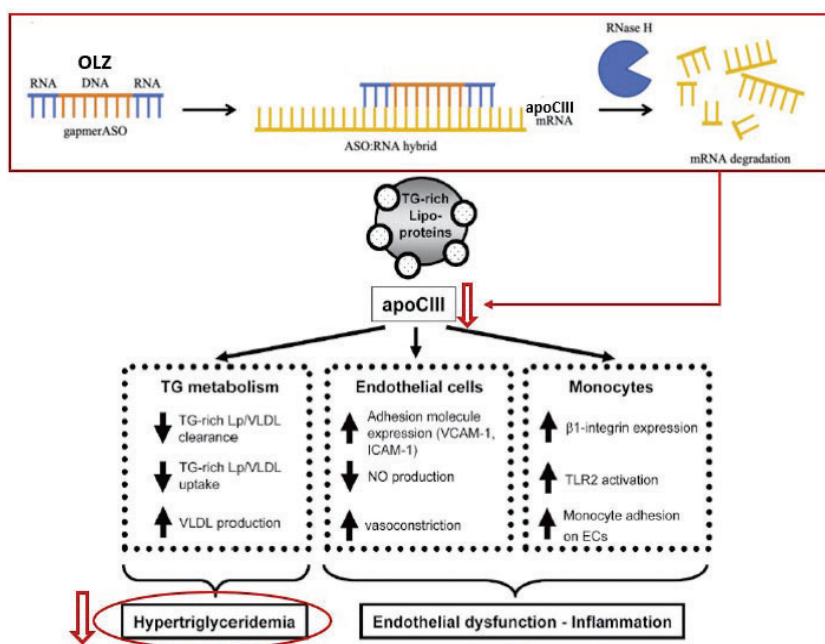 OLZ
RNA DNA RNA
gapmerASO
apoCIII
mRNA
ASO:RNA hybrid
RNase H
mRNA degradation
TG-rich
Lipo-
proteins
apoCIII
TG metabolism
TG-rich Lp/VLDL
clearance
TG-rich Lp/VLDL
uptake
VLDL production
Endothelial cells
Adhesion molecule
expression (VCAM-1,
ICAM-1)
NO production
vasoconstriction
Monocytes
β1-integrin expression
TLR2 activation
Monocyte adhesion
on ECs
Hypertriglyceridemia
Endothelial dysfunction - Inflammation